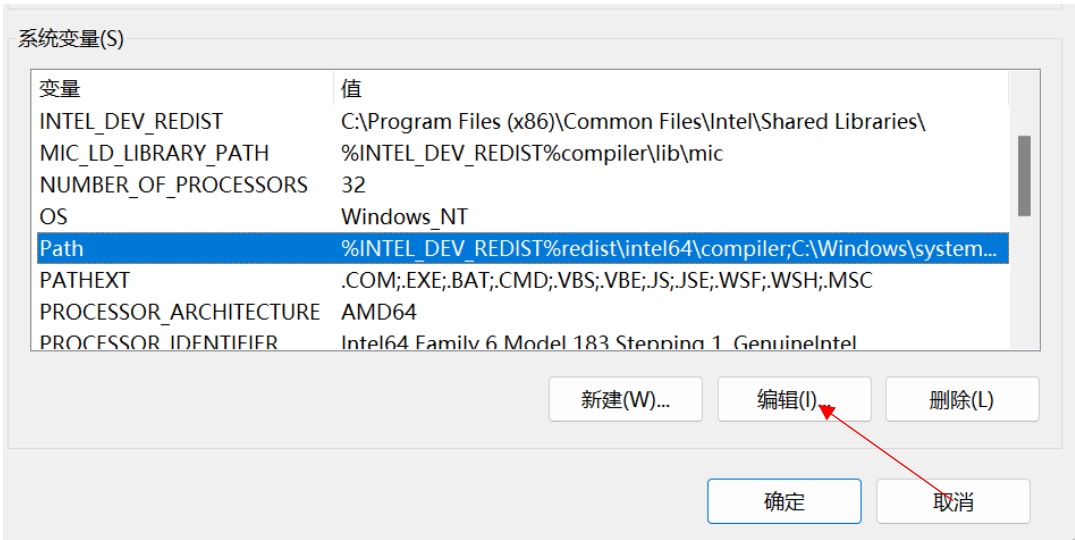 系统变量(S)
变量 值
INTEL_DEV_REDIST C:\Program Files (x86)\Common Files\Intel\Shared Libraries\
MIC_LD_LIBRARY_PATH %INTEL_DEV_REDIST%compiler\lib\mic
NUMBER_OF_PROCESSORS 32
OS Windows_NT
Path %INTEL_DEV_REDIST%redist\intel64\compiler;C:\Windows\system...
PATHEXT .COM;.EXE;.BAT;.CMD;.VBS;.VBE;.JS;.JSE;.WSF;.WSH;.MSC
PROCESSOR_ARCHITECTURE AMD64
PROCESSOR_IDENTIFIER Intel64 Family 6 Model 183 Stepping 1, GenuineIntel
新建(W)... 编辑(I)... 删除(L)
确定 取消